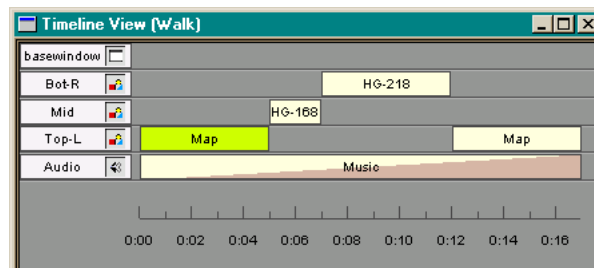 Timeline View (Walk)
basewindow
Bot-R HG-218
Mid HG-168
Top-L Map Map
Audio Music
0:00 0:02 0:04 0:06 0:08 0:10 0:12 0:14 0:16